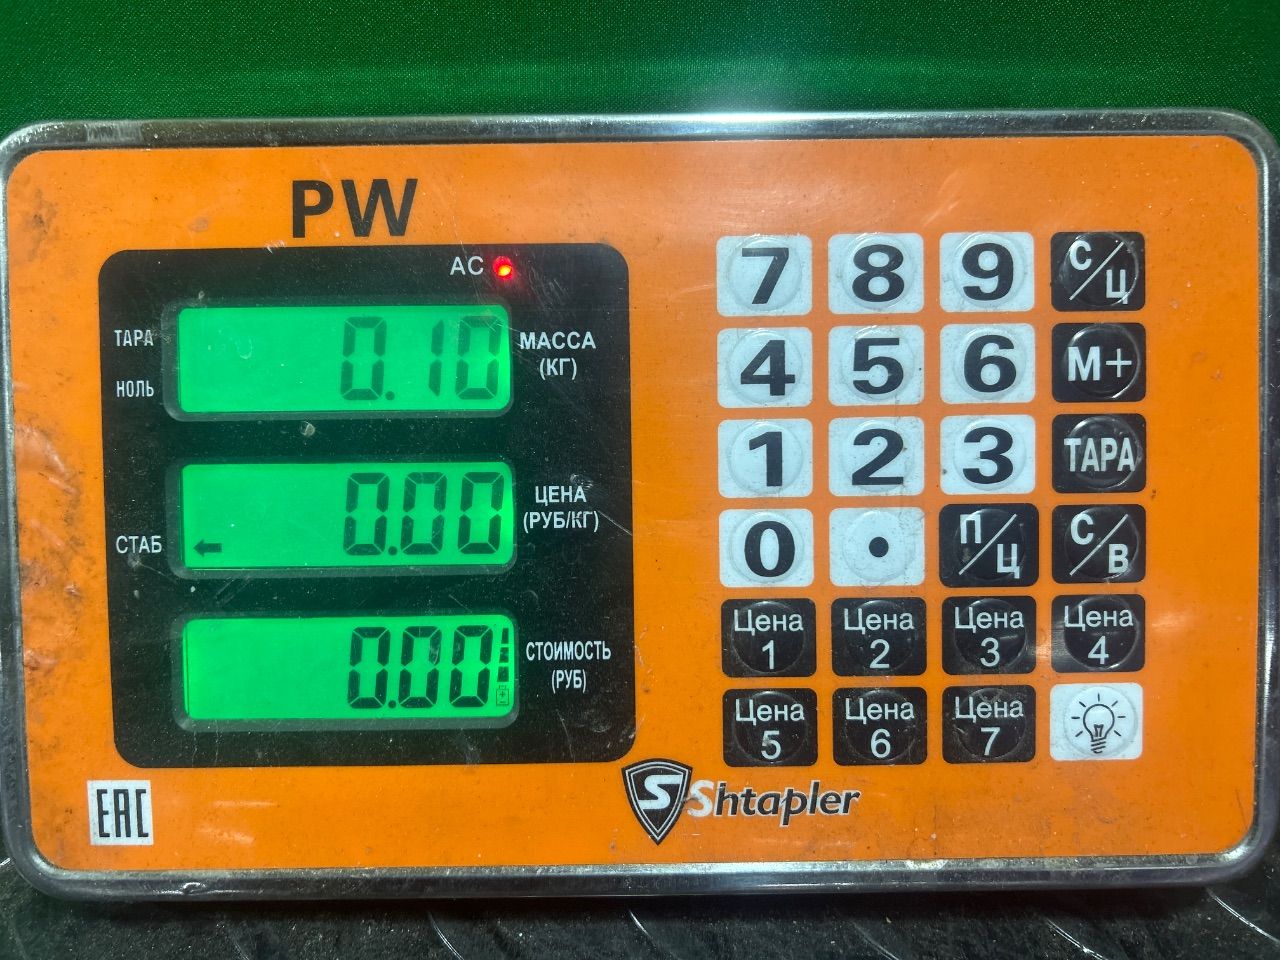 PW
AC
ТАРА
НОЛЬ
0.10
МАССА
(КГ)
СТАБ
0.00
ЦЕНА
(РУБ/КГ)
0.00
СТОИМОСТЬ
(РУБ)
7 8 9 С/Ц
4 5 6 М+
1 2 3 ТАРА
0 . П/Ц С/В
Цена 1 Цена 2 Цена 3 Цена 4
Цена 5 Цена 6 Цена 7
EAC
S Shtapler